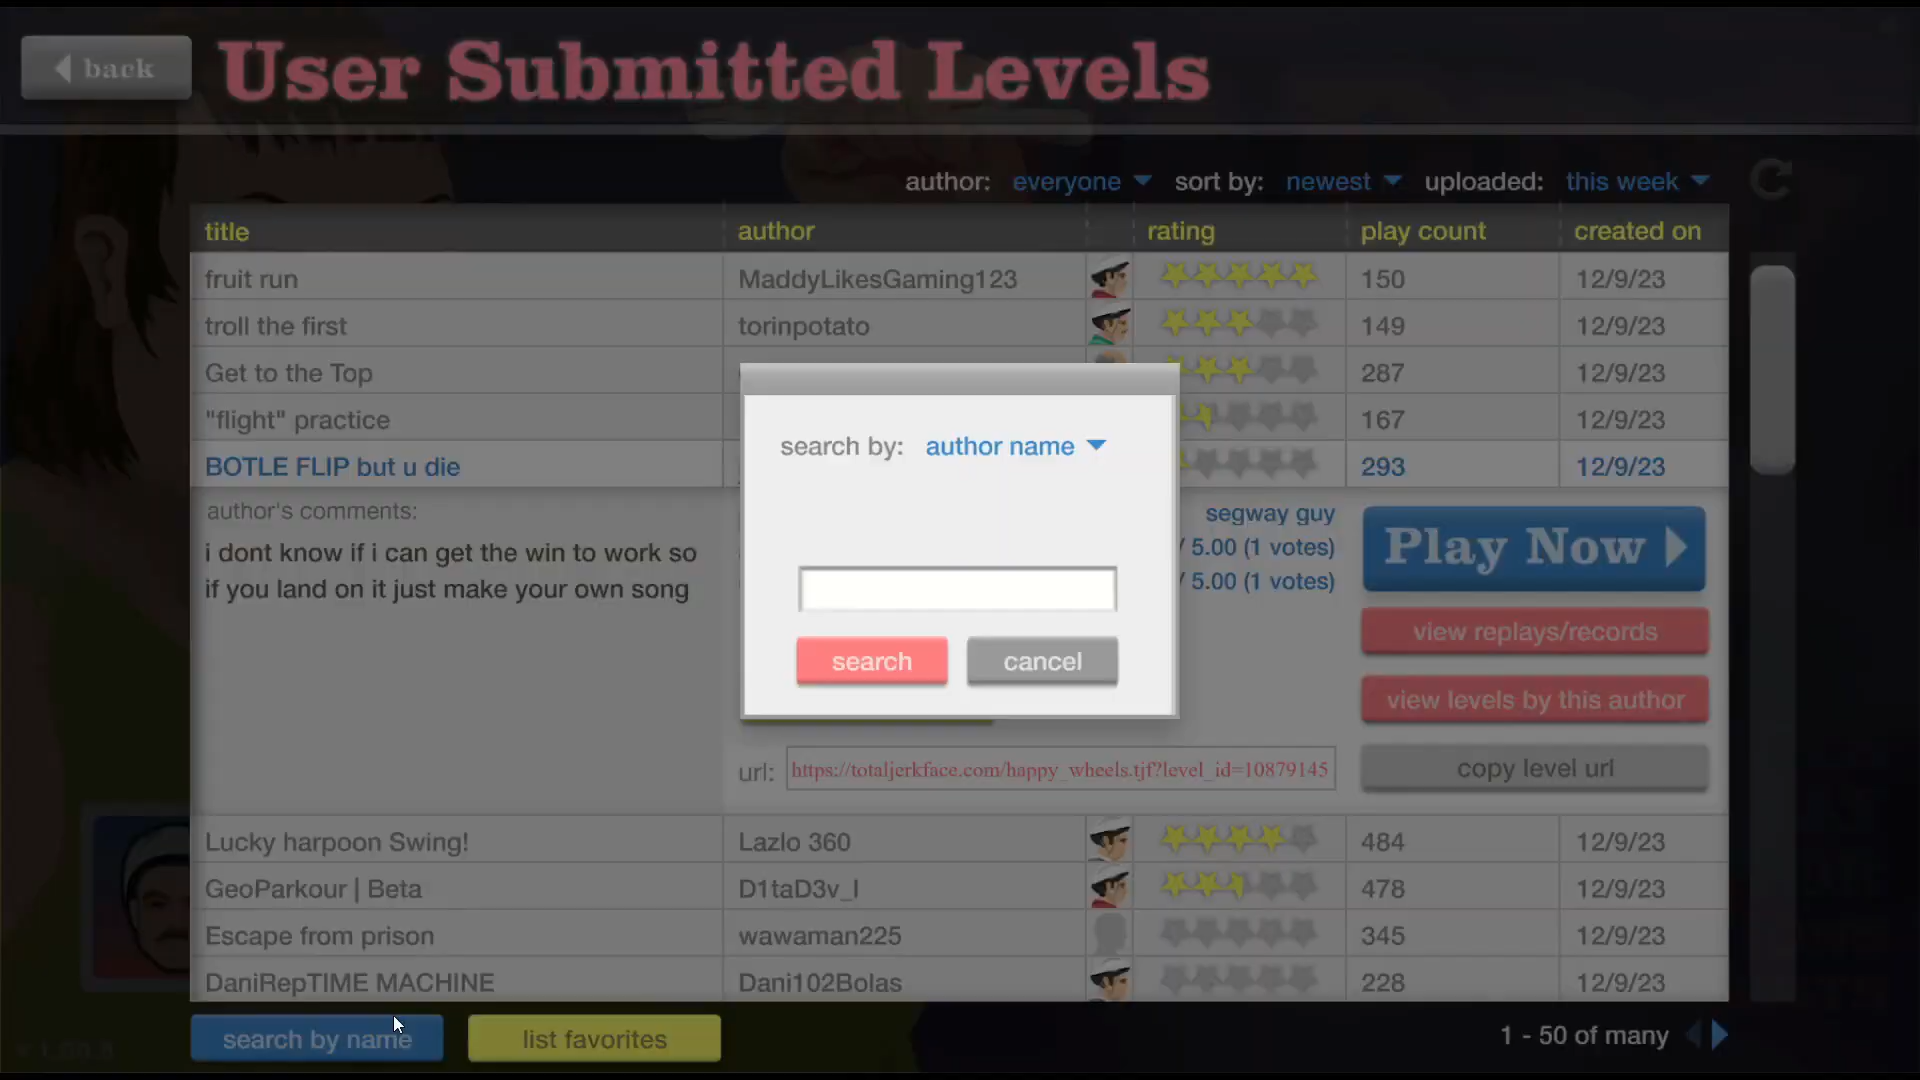 back
User Submitted Levels
author: everyone sort by: newest uploaded: this week
title author rating play count created on
fruit run MaddyLikesGaming123 150 12/9/23
troll the first torinpotato 149 12/9/23
Get to the Top 287 12/9/23
"flight" practice 167 12/9/23
BOTLE FLIP but u die 293 12/9/23
search by: author name
search cancel
author's comments:
i dont know if i can get the win to work so
if you land on it just make your own song
segway guy
/ 5.00 (1 votes)
/ 5.00 (1 votes)
Play Now
view replays/records
view levels by this author
copy level url
url: https://totaljerkface.com/happy_wheels.tjf?level_id=10879145
Lucky harpoon Swing! Lazlo 360 484 12/9/23
GeoParkour | Beta D1taD3v_I 478 12/9/23
Escape from prison wawaman225 345 12/9/23
DaniRepTIME MACHINE Dani102Bolas 228 12/9/23
search by name list favorites 1 - 50 of many